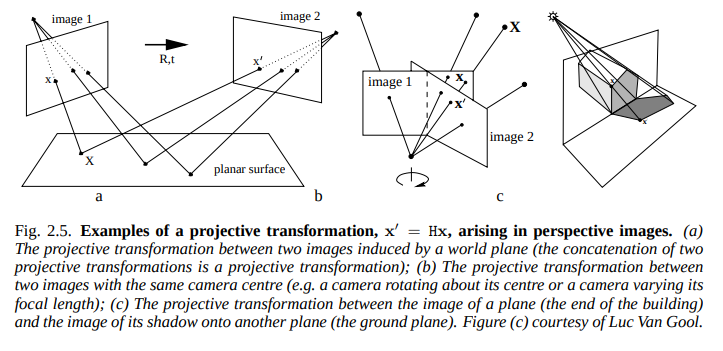 image 1
R,t
image 2
x
x'
X
planar surface
image 1
X
x
x'
image 2
x
x
a
b
c
Fig. 2.5. Examples of a projective transformation, x′ = Hx, arising in perspective images. (a)
The projective transformation between two images induced by a world plane (the concatenation of two
projective transformations is a projective transformation); (b) The projective transformation between
two images with the same camera centre (e.g. a camera rotating about its centre or a camera varying its
focal length); (c) The projective transformation between the image of a plane (the end of the building)
and the image of its shadow onto another plane (the ground plane). Figure (c) courtesy of Luc Van Gool.